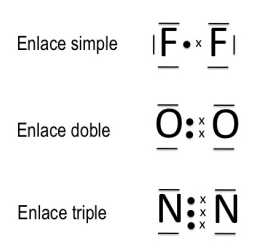 Enlace simple F • x F
Enlace doble O : x x O
Enlace triple N ⋮ x x x N